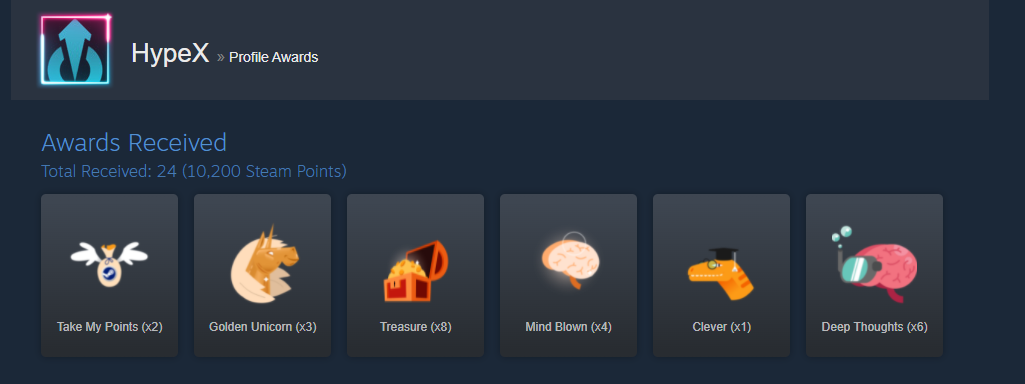 HypeX » Profile Awards
Awards Received
Total Received: 24 (10,200 Steam Points)
Take My Points (x2)
Golden Unicorn (x3)
Treasure (x8)
Mind Blown (x4)
Clever (x1)
Deep Thoughts (x6)